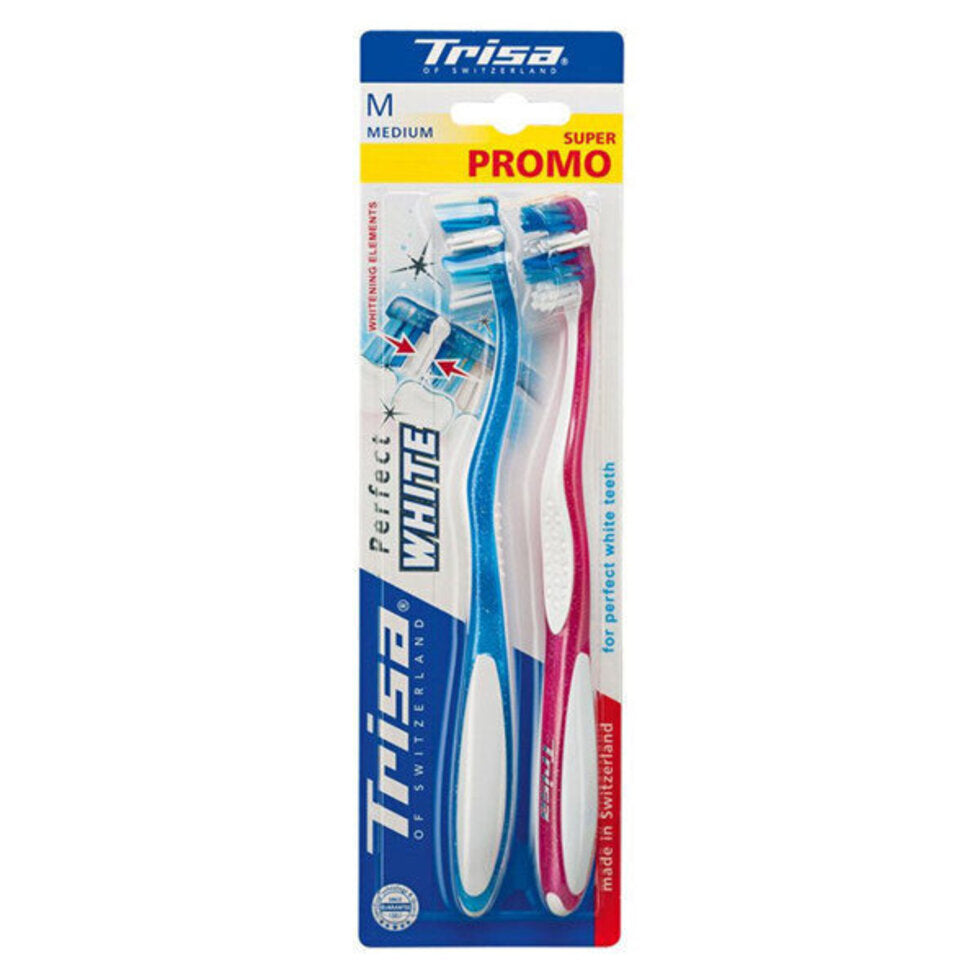 Trisa®
OF SWITZERLAND
M
MEDIUM
SUPER
PROMO
WHITENING ELEMENTS
Perfect
WHITE
for perfect white teeth
Trisa®
OF SWITZERLAND
Trisa
made in Switzerland
GUARANTEE